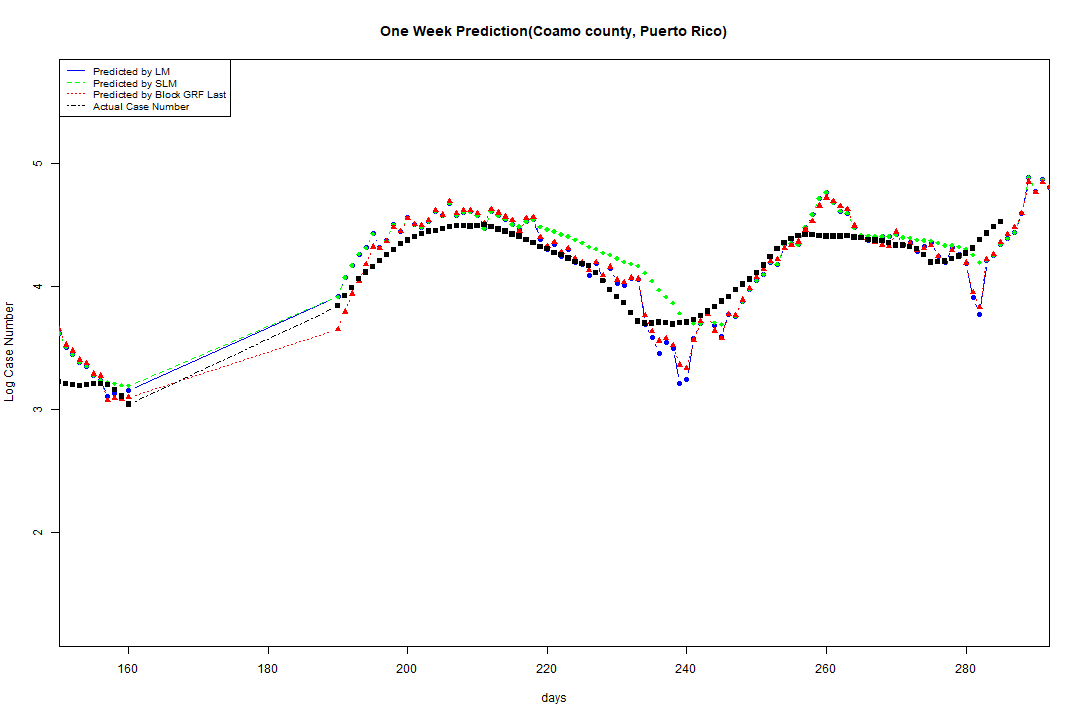 One Week Prediction(Coamo county, Puerto Rico)
Predicted by LM
Predicted by SLM
Predicted by Block GRF Last
Actual Case Number
5
4
3
2
Log Case Number
160 180 200 220 240 260 280
days